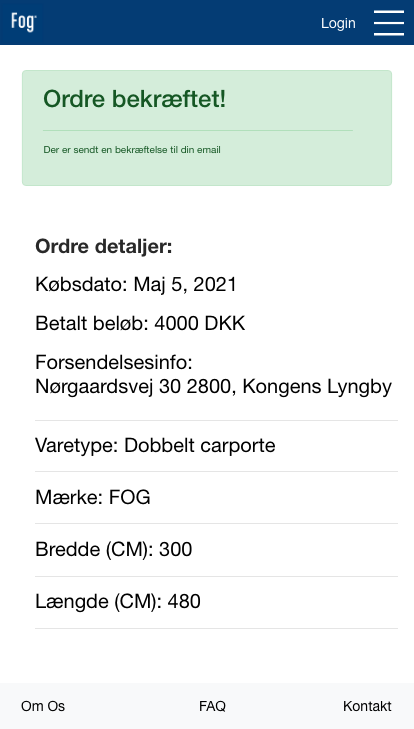 Fog
Login
Ordre bekræftet!
Der er sendt en bekræftelse til din email
Ordre detaljer:
Købsdato: Maj 5, 2021
Betalt beløb: 4000 DKK
Forsendelsesinfo:
Nørgaardsvej 30 2800, Kongens Lyngby
Varetype: Dobbelt carporte
Mærke: FOG
Bredde (CM): 300
Længde (CM): 480
Om Os FAQ Kontakt